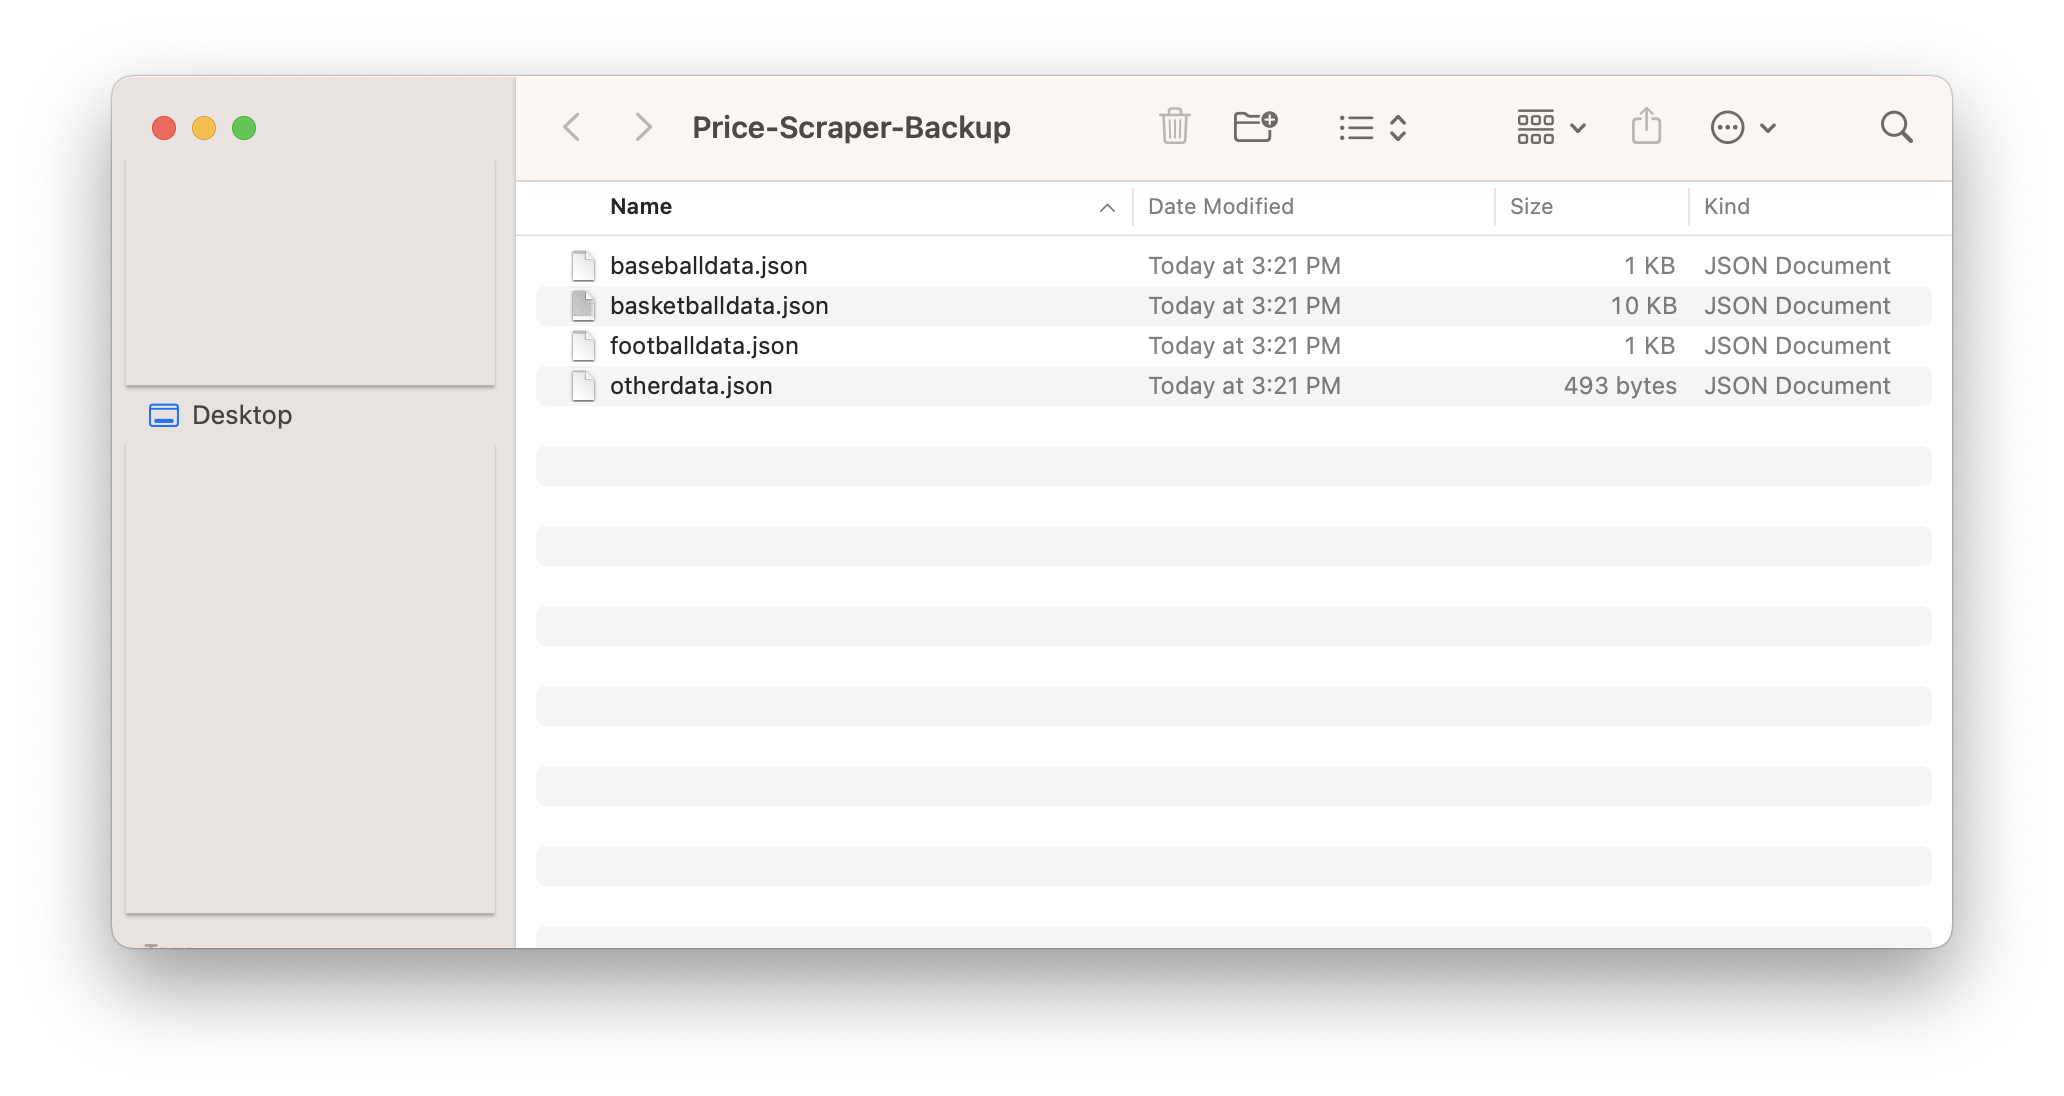 Price-Scraper-Backup
Desktop
Name Date Modified Size Kind
baseballdata.json Today at 3:21 PM 1 KB JSON Document
basketballdata.json Today at 3:21 PM 10 KB JSON Document
footballdata.json Today at 3:21 PM 1 KB JSON Document
otherdata.json Today at 3:21 PM 493 bytes JSON Document